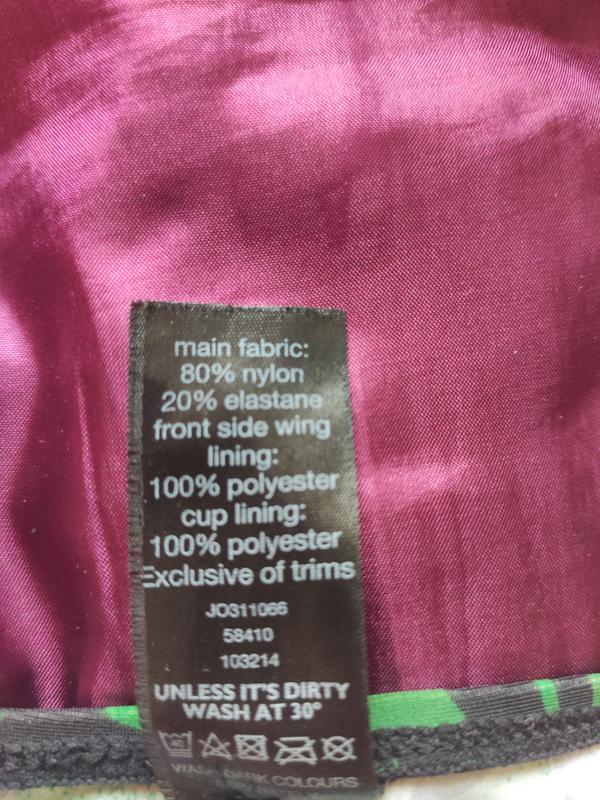 main fabric:
80% nylon
20% elastane
front side wing
lining:
100% polyester
cup lining:
100% polyester
Exclusive of trims
JO311066
58410
103214
UNLESS IT'S DIRTY
WASH AT 30°
WASH DARK COLOURS